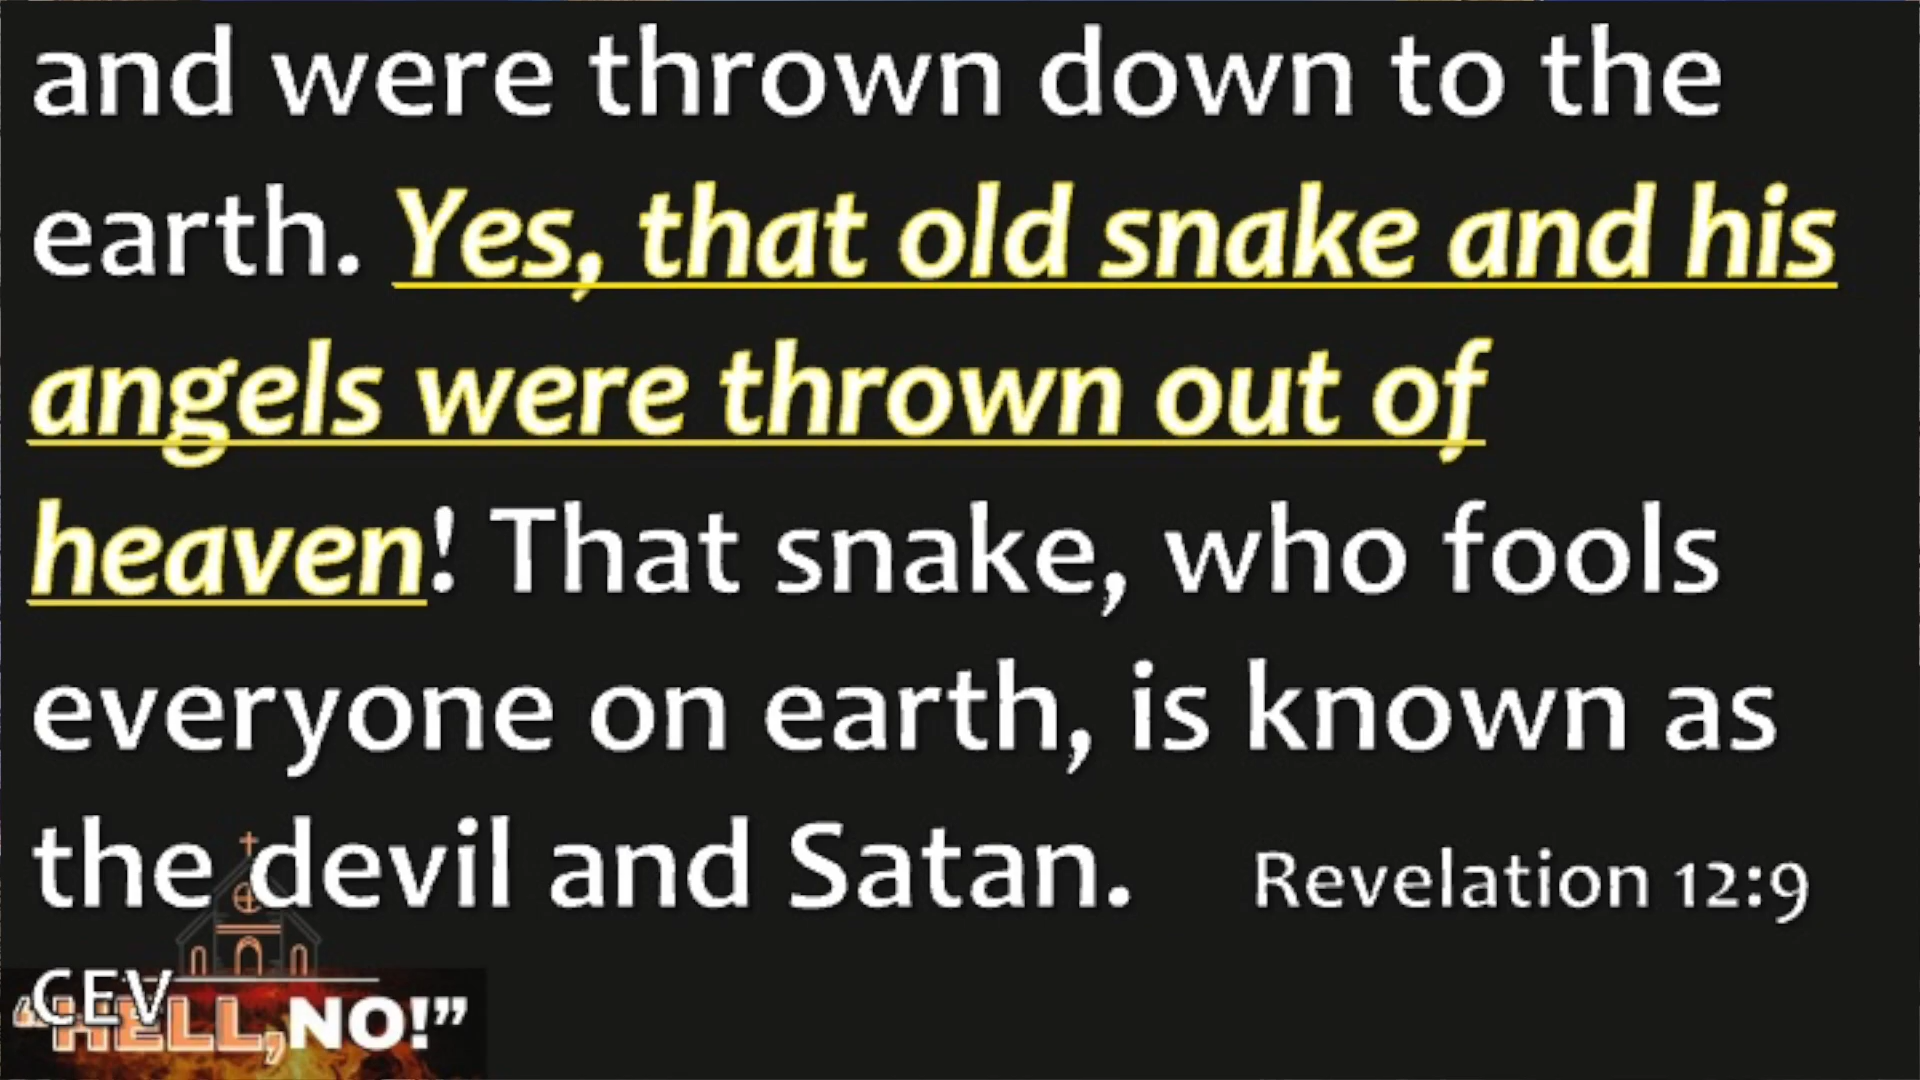 and were thrown down to the
earth. Yes, that old snake and his
angels were thrown out of
heaven! That snake, who fools
everyone on earth, is known as
the devil and Satan. Revelation 12:9
CEV
“HELL, NO!”